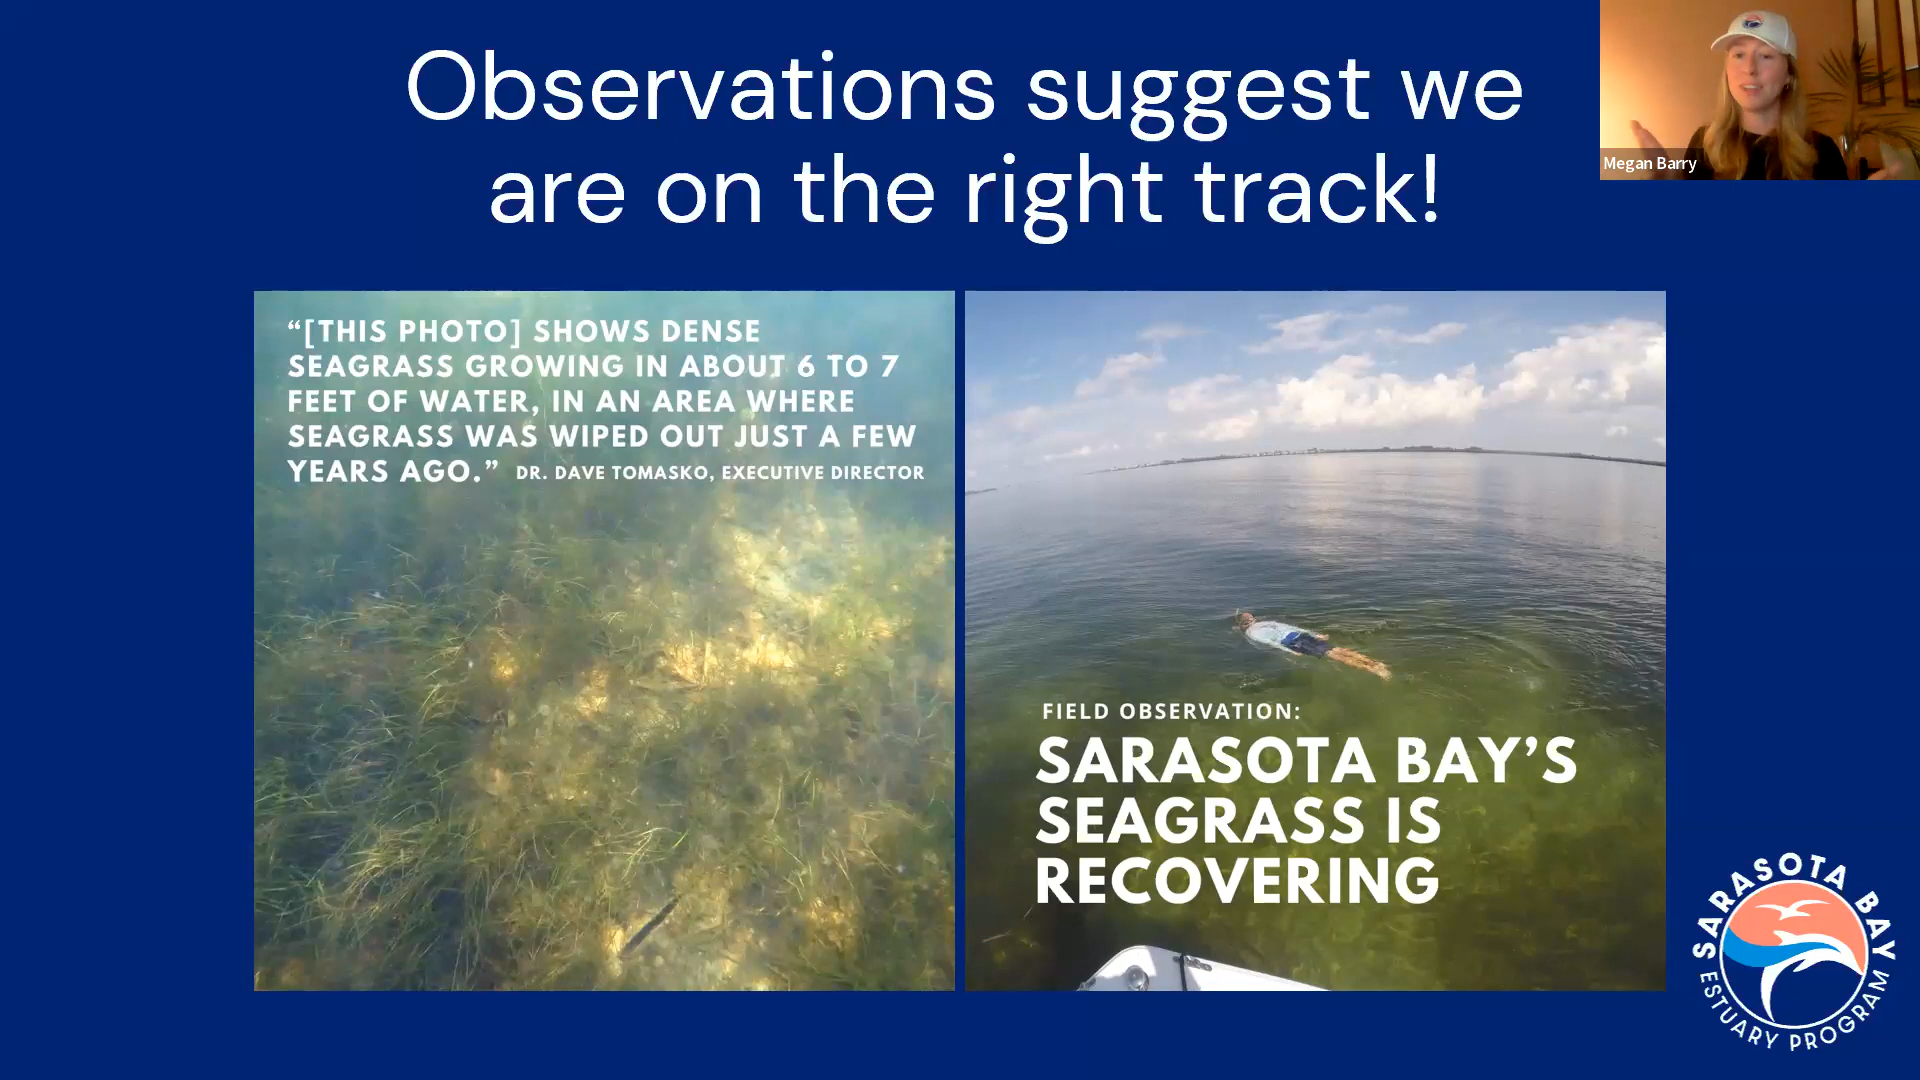 Observations suggest we
are on the right track!
Megan Barry
“[THIS PHOTO] SHOWS DENSE
SEAGRASS GROWING IN ABOUT 6 TO 7
FEET OF WATER, IN AN AREA WHERE
SEAGRASS WAS WIPED OUT JUST A FEW
YEARS AGO.” DR. DAVE TOMASKO, EXECUTIVE DIRECTOR
FIELD OBSERVATION:
SARASOTA BAY’S
SEAGRASS IS
RECOVERING
SARASOTA BAY
ESTUARY PROGRAM